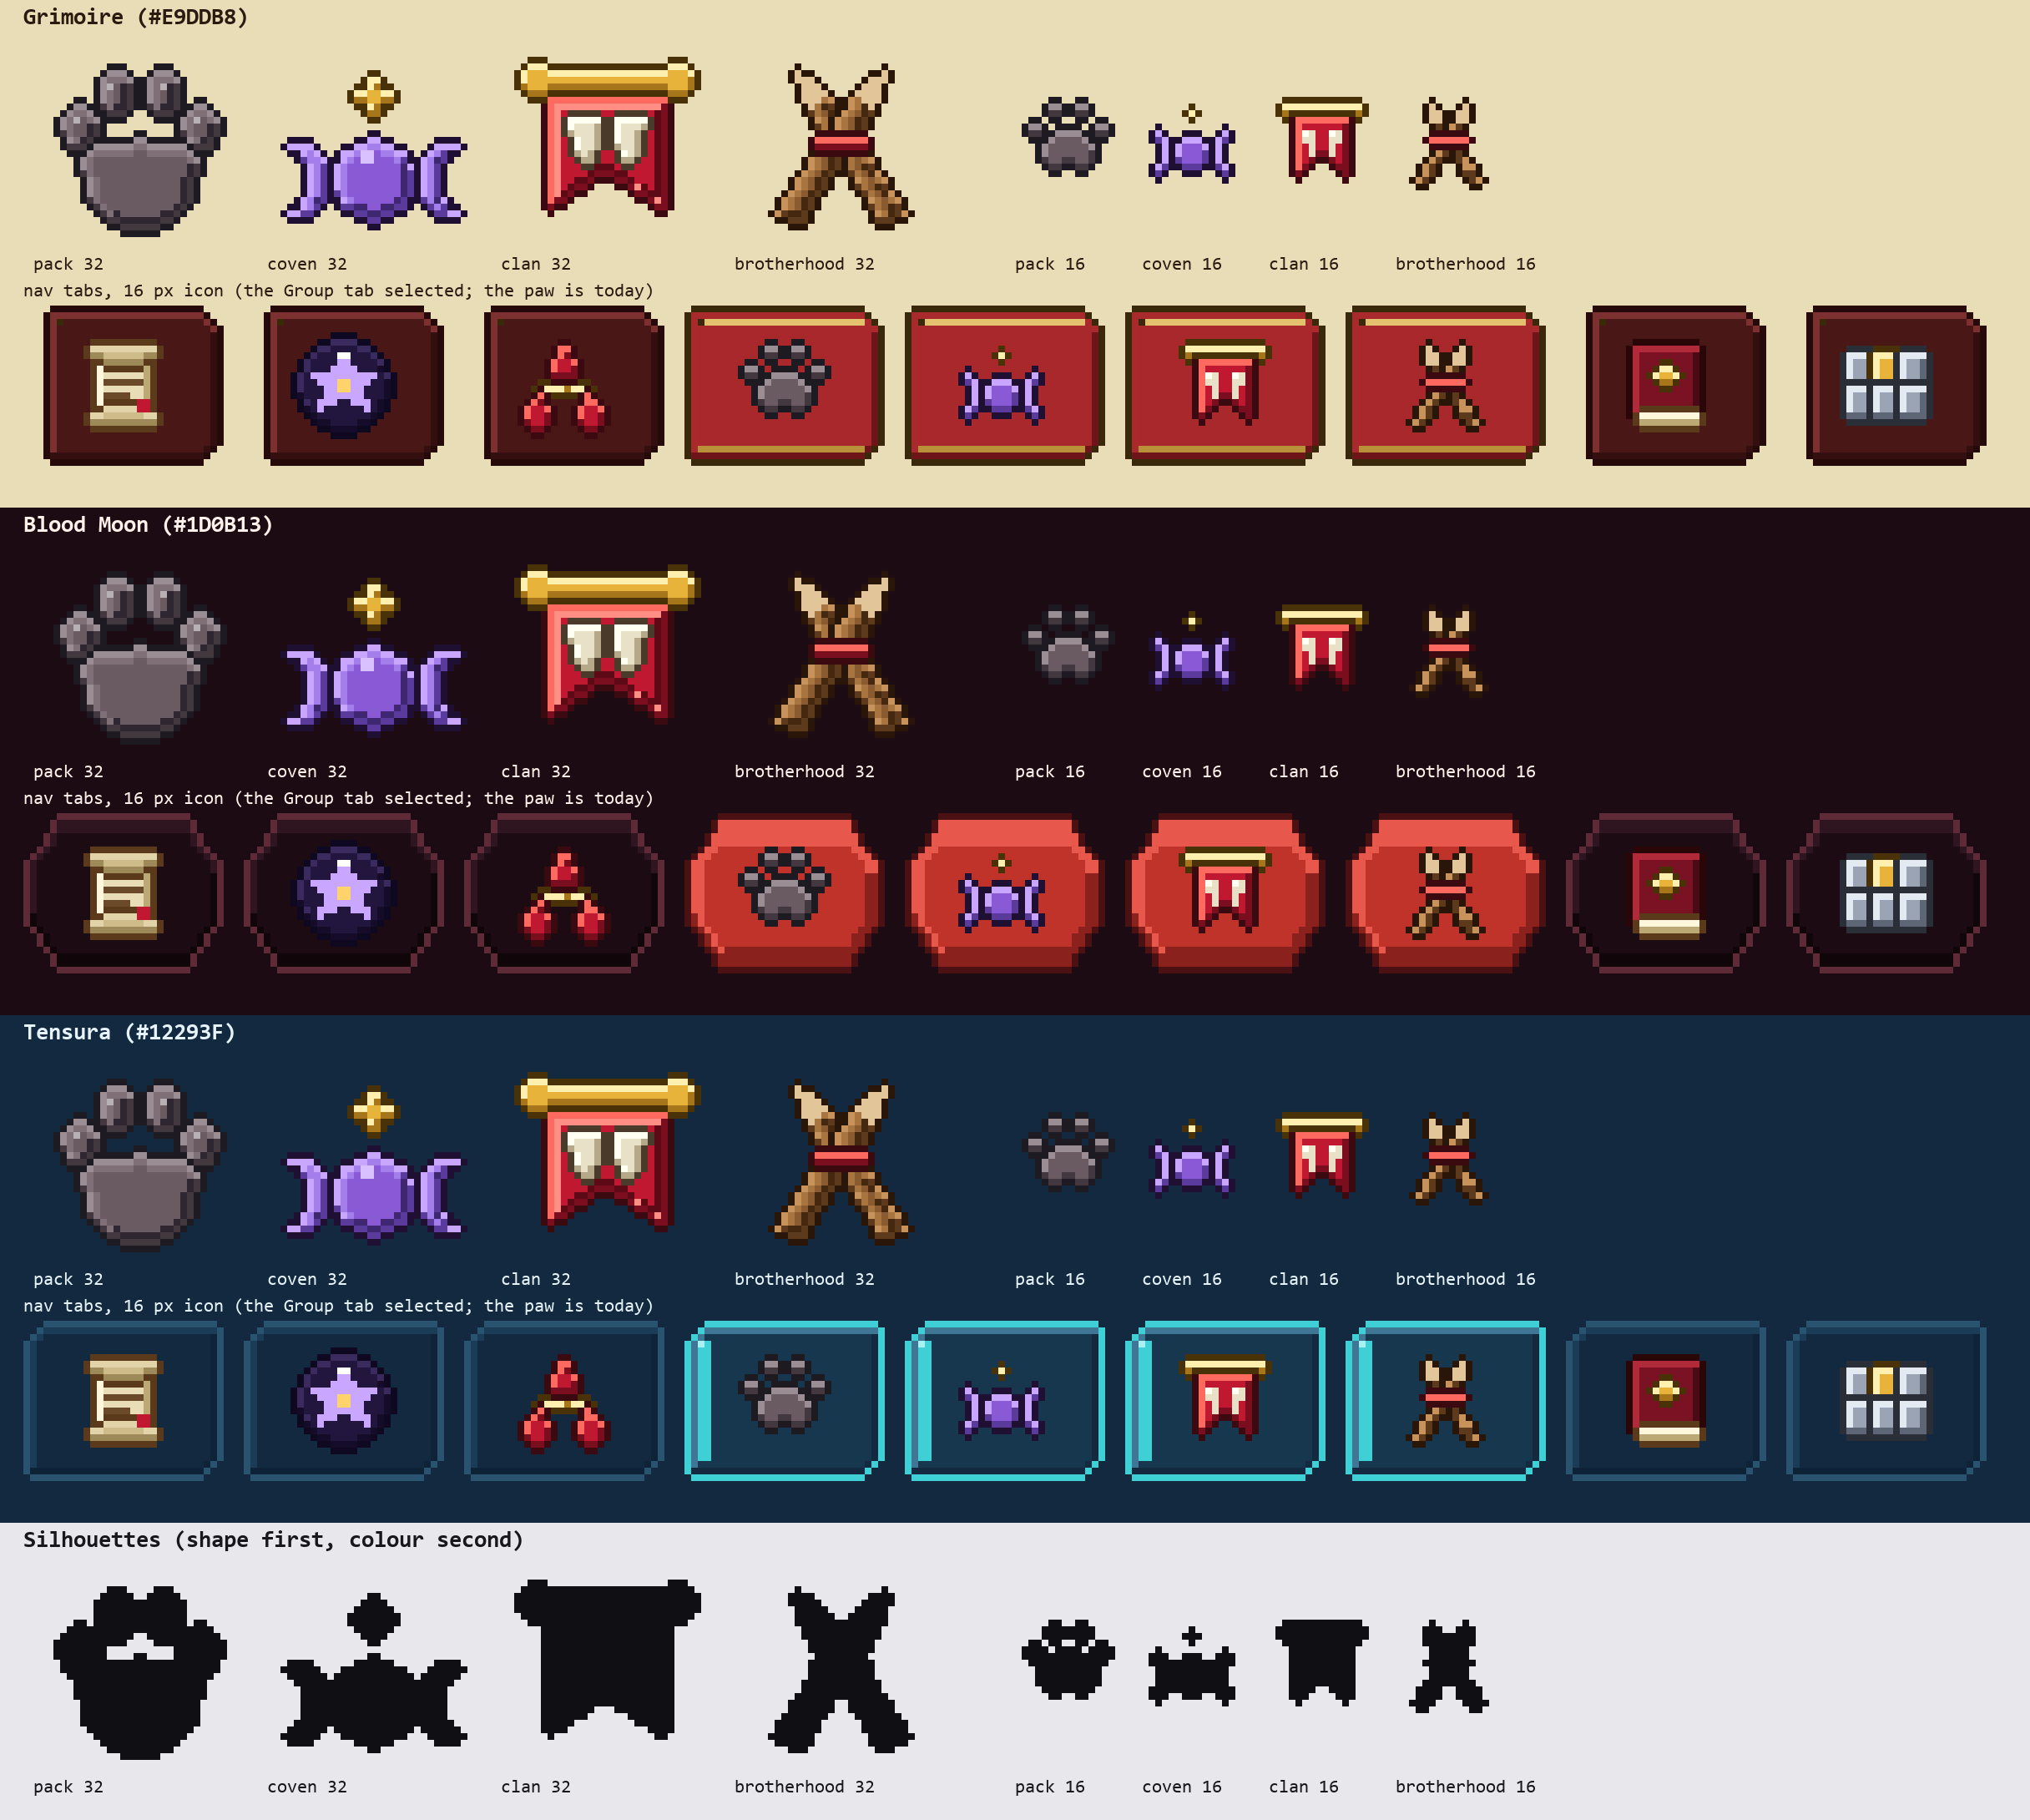 Grimoire (#E9DDB8)
pack 32 coven 32 clan 32 brotherhood 32 pack 16 coven 16 clan 16 brotherhood 16
nav tabs, 16 px icon (the Group tab selected; the paw is today)
Blood Moon (#1D0B13)
pack 32 coven 32 clan 32 brotherhood 32 pack 16 coven 16 clan 16 brotherhood 16
nav tabs, 16 px icon (the Group tab selected; the paw is today)
Tensura (#12293F)
pack 32 coven 32 clan 32 brotherhood 32 pack 16 coven 16 clan 16 brotherhood 16
nav tabs, 16 px icon (the Group tab selected; the paw is today)
Silhouettes (shape first, colour second)
pack 32 coven 32 clan 32 brotherhood 32 pack 16 coven 16 clan 16 brotherhood 16